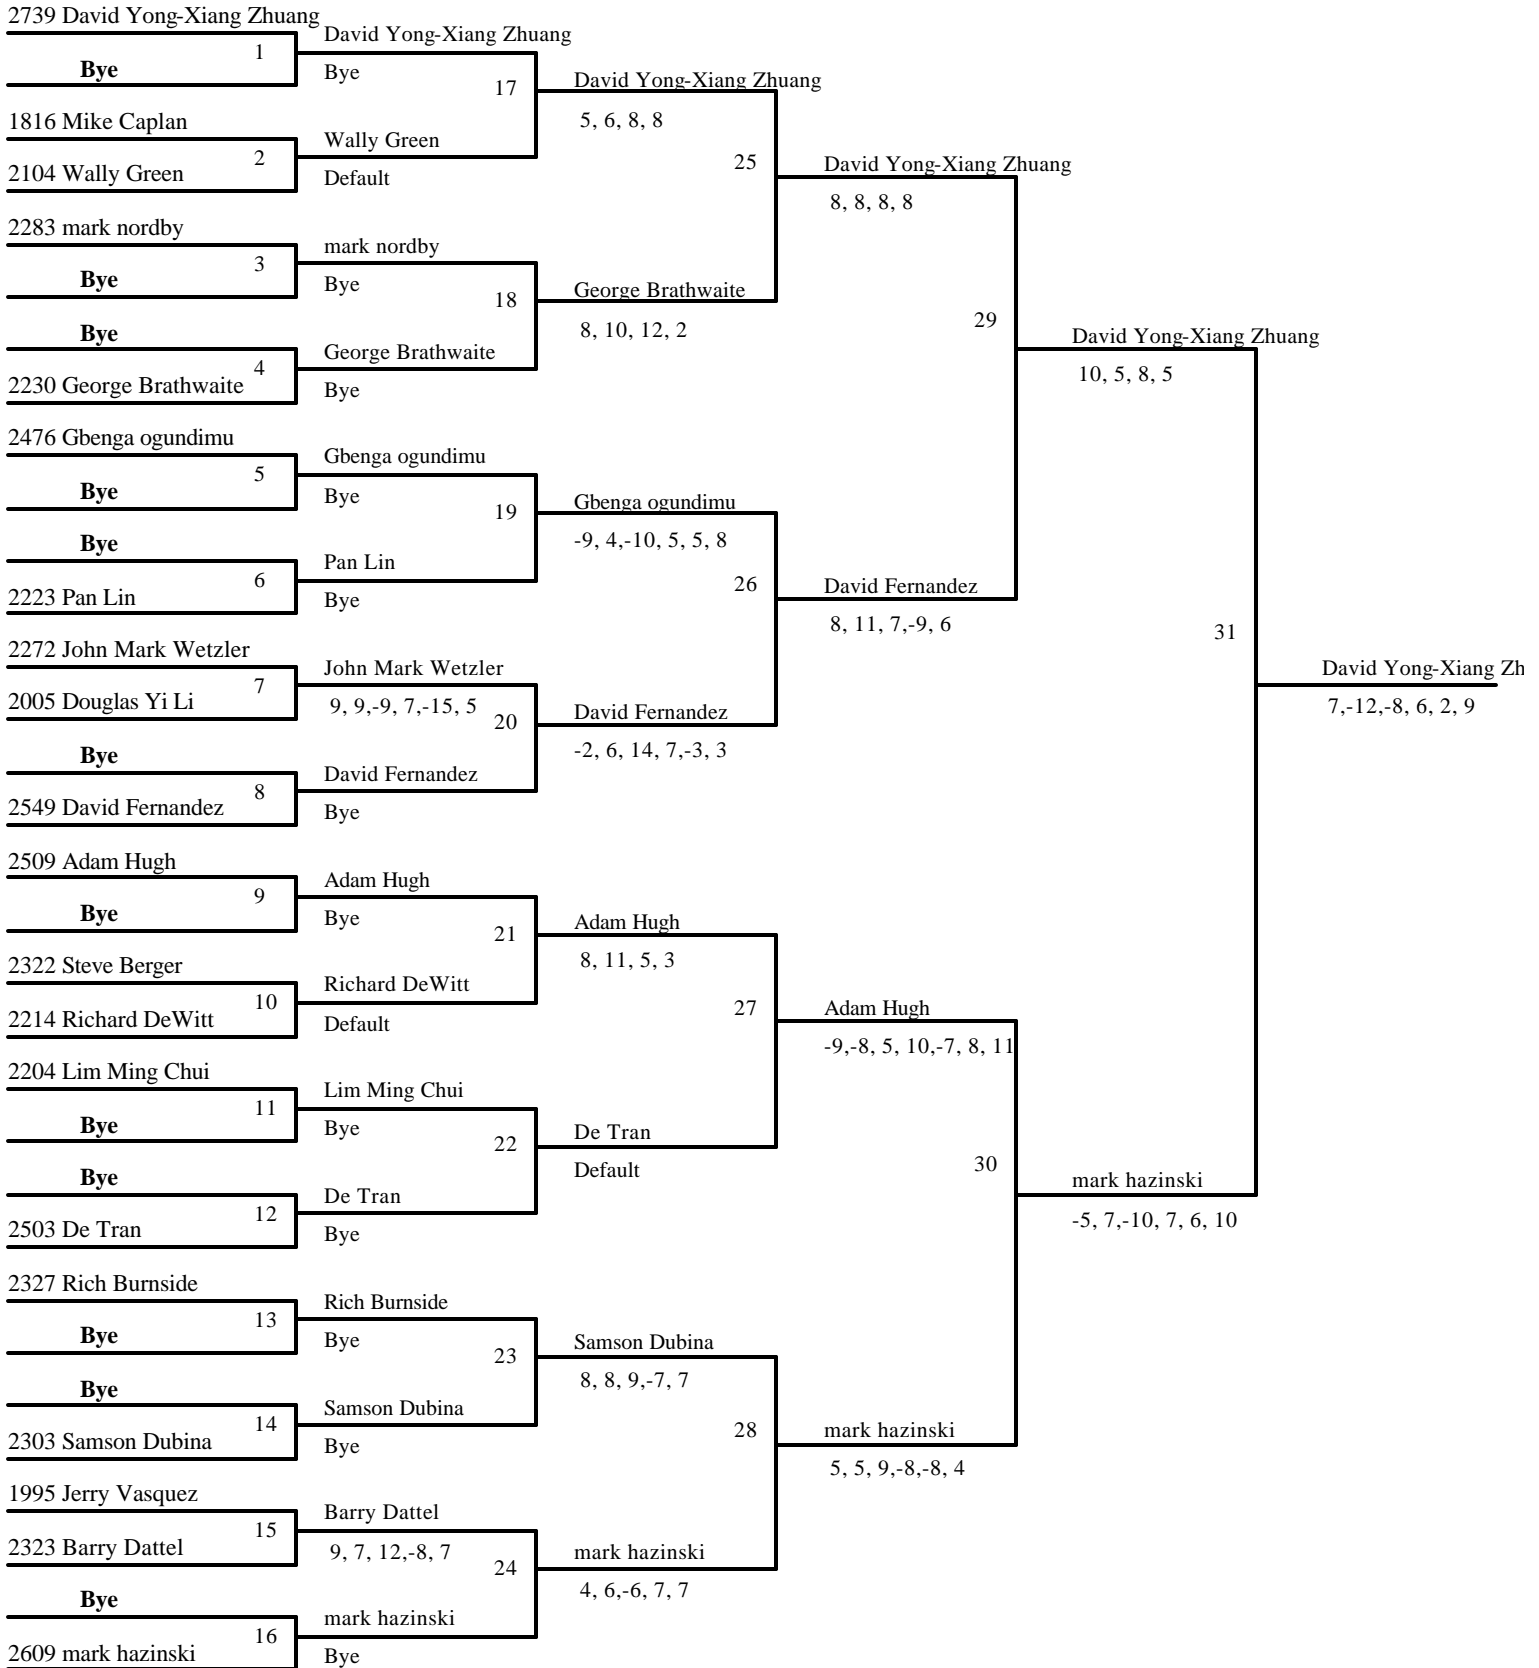 2739 David Yong-Xiang Zhuang
1
Bye
1816 Mike Caplan
2
2104 Wally Green
2283 mark nordby
3
Bye
Bye
4
2230 George Brathwaite
2476 Gbenga ogundimu
5
Bye
Bye
6
2223 Pan Lin
2272 John Mark Wetzler
7
2005 Douglas Yi Li
Bye
8
2549 David Fernandez
2509 Adam Hugh
9
Bye
2322 Steve Berger
10
2214 Richard DeWitt
2204 Lim Ming Chui
11
Bye
Bye
12
2503 De Tran
2327 Rich Burnside
13
Bye
Bye
14
2303 Samson Dubina
1995 Jerry Vasquez
15
2323 Barry Dattel
Bye
16
2609 mark hazinski
David Yong-Xiang Zhuang
Bye
17
Wally Green
Default
mark nordby
Bye
18
George Brathwaite
Bye
Gbenga ogundimu
Bye
19
Pan Lin
Bye
John Mark Wetzler
9, 9,-9, 7,-15, 5
20
David Fernandez
Bye
Adam Hugh
Bye
21
Richard DeWitt
Default
Lim Ming Chui
Bye
22
De Tran
Bye
Rich Burnside
Bye
23
Samson Dubina
Bye
Barry Dattel
9, 7, 12,-8, 7
24
mark hazinski
Bye
David Yong-Xiang Zhuang
5, 6, 8, 8
25
George Brathwaite
8, 10, 12, 2
Gbenga ogundimu
-9, 4,-10, 5, 5, 8
26
David Fernandez
-2, 6, 14, 7,-3, 3
Adam Hugh
8, 11, 5, 3
27
De Tran
Default
Samson Dubina
8, 8, 9,-7, 7
28
mark hazinski
4, 6,-6, 7, 7
David Yong-Xiang Zhuang
8, 8, 8, 8
29
David Fernandez
8, 11, 7,-9, 6
Adam Hugh
-9,-8, 5, 10,-7, 8, 11
30
mark hazinski
5, 5, 9,-8,-8, 4
David Yong-Xiang Zhuang
10, 5, 8, 5
31
mark hazinski
-5, 7,-10, 7, 6, 10
David Yong-Xiang Zh
7,-12,-8, 6, 2, 9